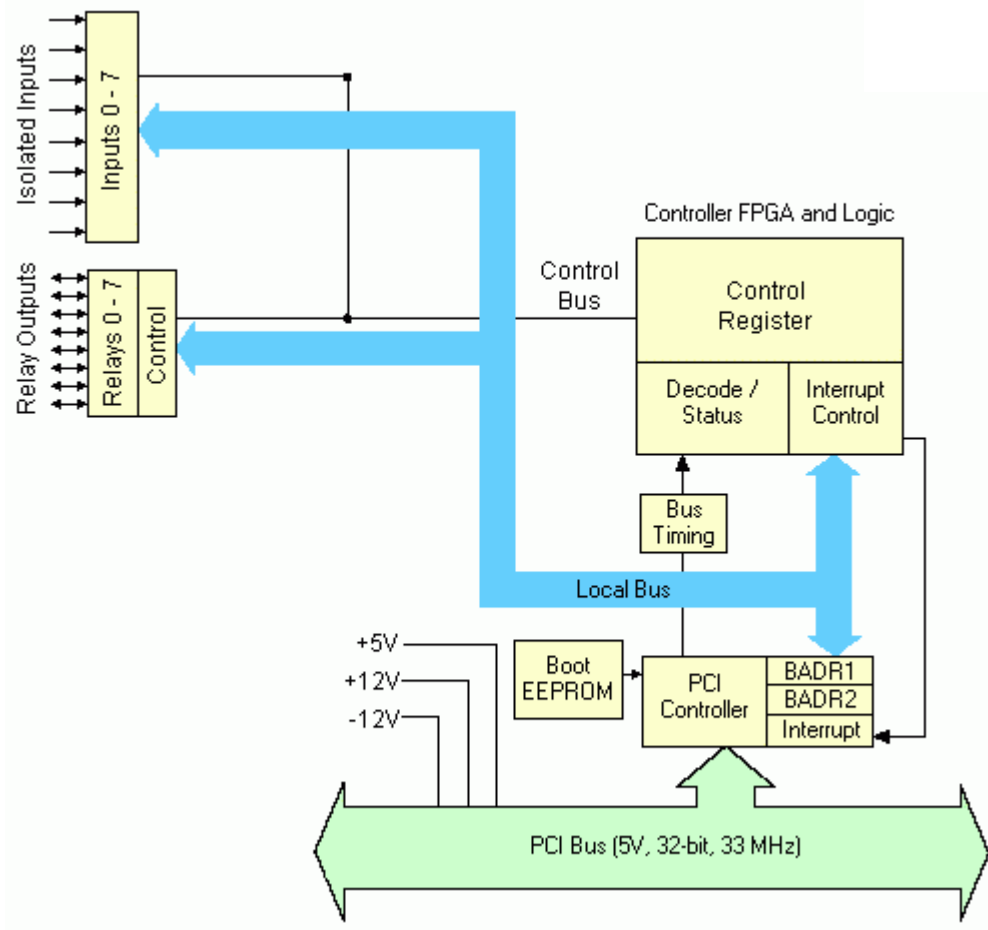 Isolated Inputs
Inputs 0 - 7
Relay Outputs
Relays 0 - 7
Control
Control
Bus
Controller FPGA and Logic
Control
Register
Decode /
Status
Interrupt
Control
Bus
Timing
Local Bus
+5V
+12V
-12V
Boot
EEPROM
PCI
Controller
BADR1
BADR2
Interrupt
PCI Bus (5V, 32-bit, 33 MHz)